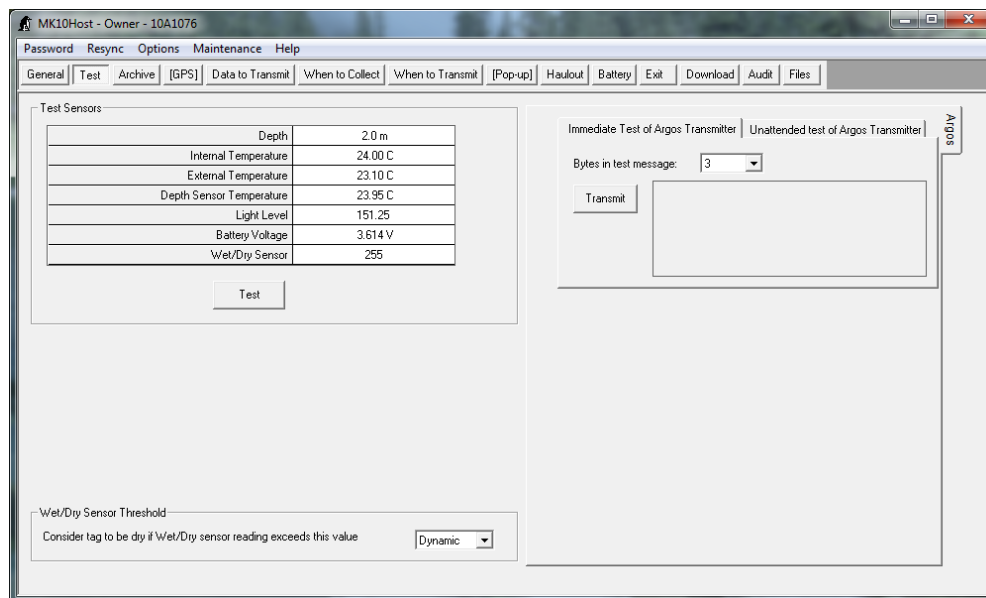 MK10Host - Owner - 10A1076
Password Resync Options Maintenance Help
General Test Archive [GPS] Data to Transmit When to Collect When to Transmit [Pop-up] Haulout Battery Exit Download Audit Files
Test Sensors
Depth 2.0 m
Internal Temperature 24.00 C
External Temperature 23.10 C
Depth Sensor Temperature 23.95 C
Light Level 151.25
Battery Voltage 3.614 V
Wet/Dry Sensor 255
Test
Wet/Dry Sensor Threshold
Consider tag to be dry if Wet/Dry sensor reading exceeds this value Dynamic
Argos
Immediate Test of Argos Transmitter Unattended test of Argos Transmitter
Bytes in test message: 3
Transmit